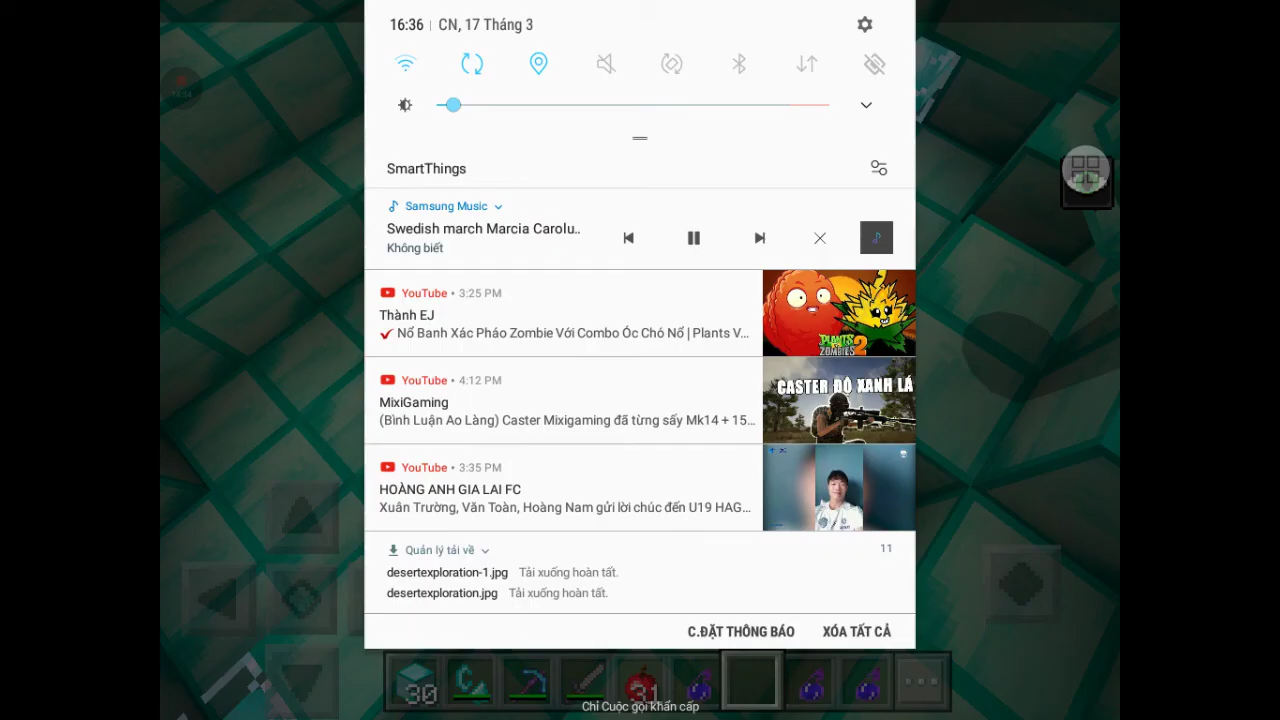 16:36 | CN, 17 Tháng 3
SmartThings
Samsung Music
Swedish march Marcia Carolu..
Không biết
YouTube • 3:25 PM
Thành EJ
✔ Nổ Banh Xác Pháo Zombie Với Combo Óc Chó Nổ | Plants V...
PLANTS VS ZOMBIES 2
YouTube • 4:12 PM
MixiGaming
(Bình Luận Ao Làng) Caster Mixigaming đã từng sấy Mk14 + 15...
CASTER ĐỘ XANH LÁ
YouTube • 3:35 PM
HOÀNG ANH GIA LAI FC
Xuân Trường, Văn Toàn, Hoàng Nam gửi lời chúc đến U19 HAG...
Quản lý tải về
11
desertexploration-1.jpg Tải xuống hoàn tất.
desertexploration.jpg Tải xuống hoàn tất.
C.ĐẶT THÔNG BÁO
XÓA TẤT CẢ
30
31
Chỉ Cuộc gọi khẩn cấp